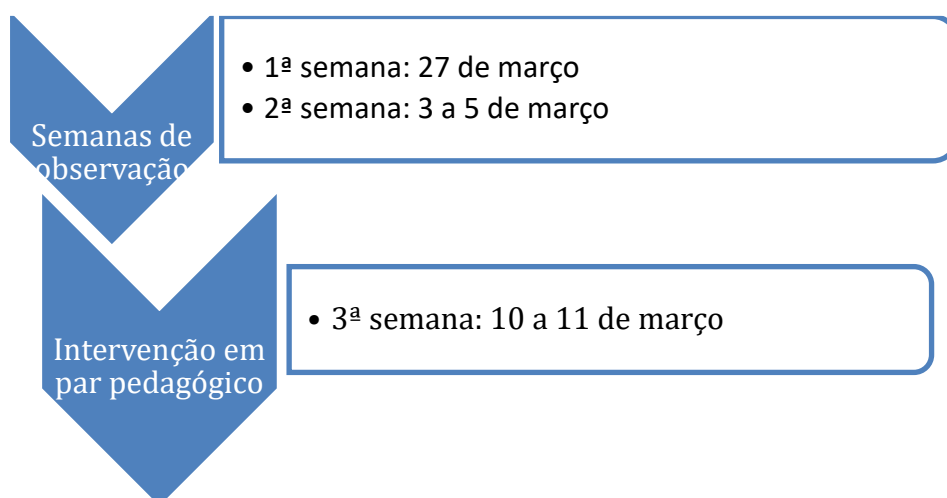 Semanas de
observação
• 1ª semana: 27 de março
• 2ª semana: 3 a 5 de março
Intervenção em
par pedagógico
• 3ª semana: 10 a 11 de março